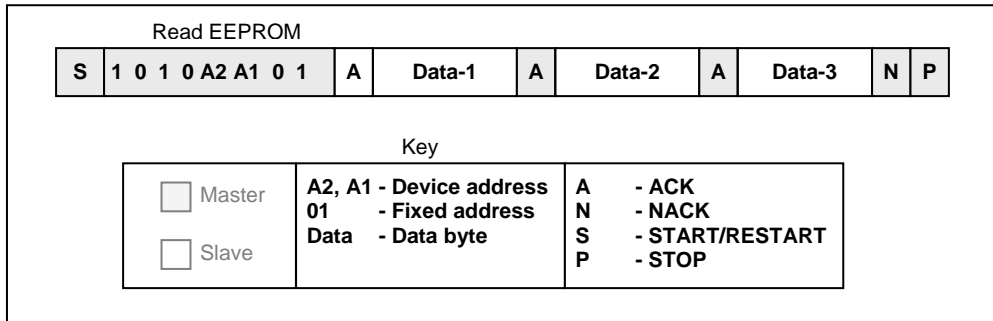 Read EEPROM
S 1 0 1 0 A2 A1 0 1 A Data-1 A Data-2 A Data-3 N P
Key
Master
Slave
A2, A1 - Device address
01 - Fixed address
Data - Data byte
A - ACK
N - NACK
S - START/RESTART
P - STOP